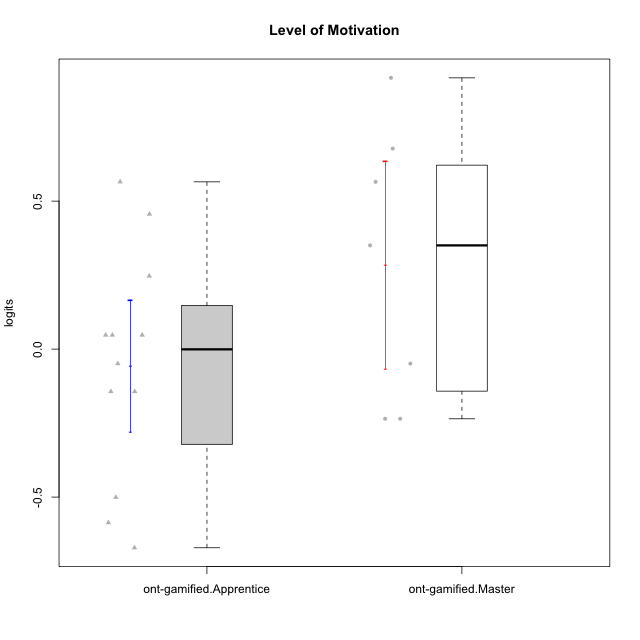 Level of Motivation
logits
0.5
0.0
-0.5
ont-gamified.Apprentice
ont-gamified.Master